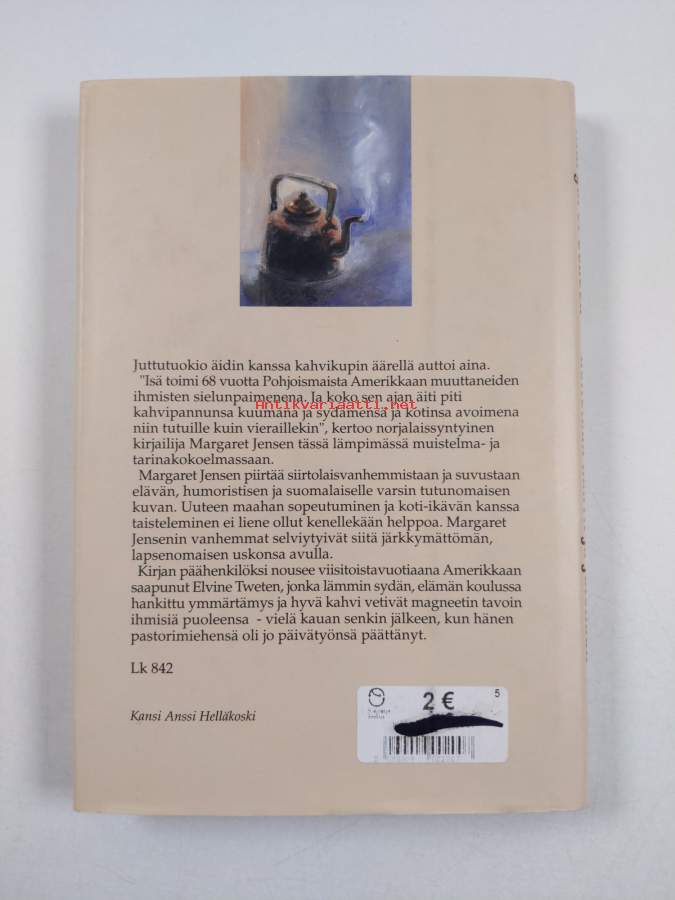 Juttutuokio äidin kanssa kahvikupin äärellä auttoi aina.
"Isä toimi 68 vuotta Pohjoismaista Amerikkaan muuttaneiden
ihmisten sielunpaimenena. Ja koko sen ajan äiti piti
kahvipannunsa kuumana ja sydämensä ja kotinsa avoimena
niin tutuille kuin vieraillekin", kertoo norjalaissyntyinen
kirjailija Margaret Jensen tässä lämpimässä muistelma- ja
tarinakokoelmassaan.
Margaret Jensen piirtää siirtolaisvanhemmistaan ja suvustaan
elävän, humoristisen ja suomalaiselle varsin tutunomaisen
kuvan. Uuteen maahan sopeutuminen ja koti-ikävän kanssa
taisteleminen ei liene ollut kenellekään helppoa. Margaret
Jensenin vanhemmat selviytyivät siitä järkkymättömän,
lapsenomaisen uskonsa avulla.
Kirjan päähenkilöksi nousee viisitoistavuotiaana Amerikkaan
saapunut Elvine Tweten, jonka lämmin sydän, elämän koulussa
hankittu ymmärtämys ja hyvä kahvi vetivät magneetin tavoin
ihmisiä puoleensa - vielä kauan senkin jälkeen, kun hänen
pastorimiehensä oli jo päivätyönsä päättänyt.
Lk 842
Kansi Anssi Helläkoski
2 €
5
Antikvariaatti.net